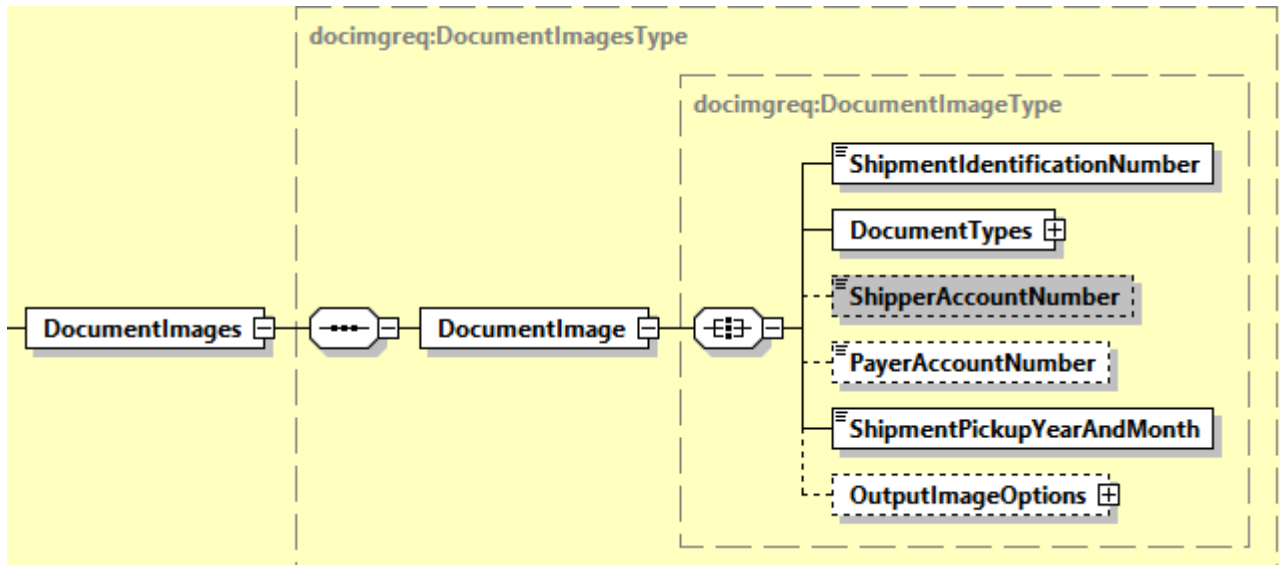 docimgreq:DocumentImagesType
docimgreq:DocumentImageType
ShipmentIdentificationNumber
DocumentTypes
ShipperAccountNumber
DocumentImages
DocumentImage
PayerAccountNumber
ShipmentPickupYearAndMonth
OutputImageOptions